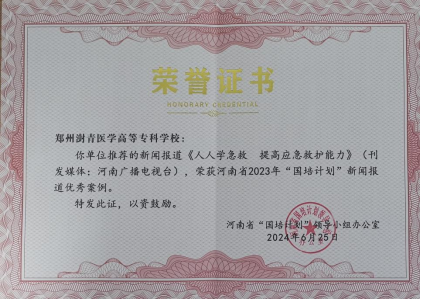 荣誉证书
HONORARY CREDENTIAL
郑州澍青医学高等专科学校：
你单位推荐的新闻报道《人人学急救 提高应急救护能力》（刊
发媒体：河南广播电视台），荣获河南省2023年“国培计划”新闻报
道优秀案例。
特发此证，以资鼓励。
河南省“国培计划”领导小组办公室
2024年6月25日